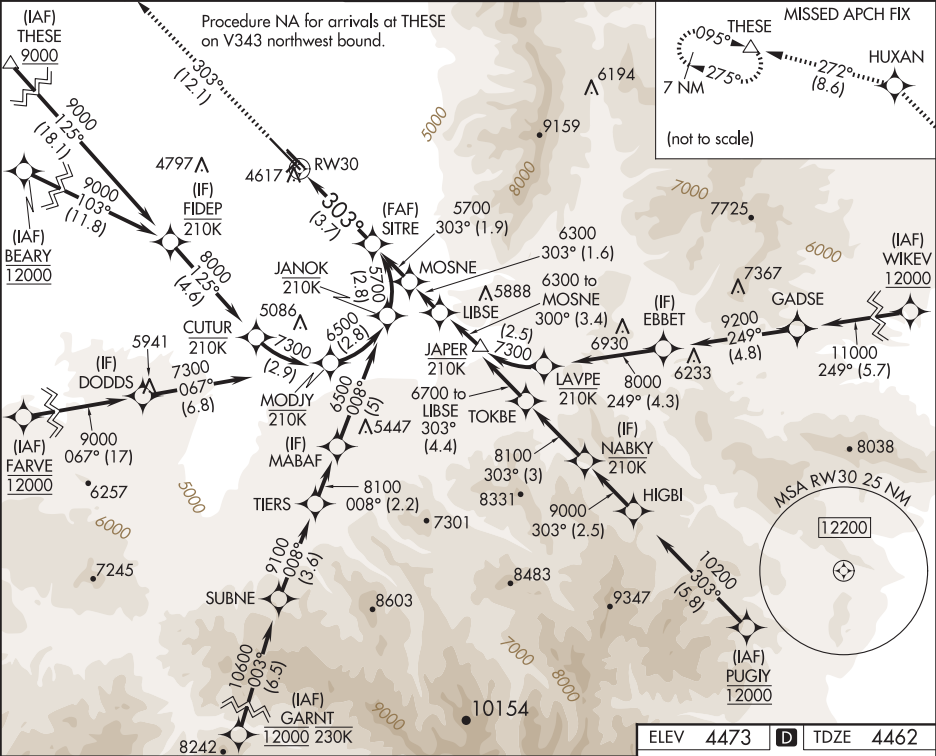 (IAF)
THESE
9000
Procedure NA for arrivals at THESE
on V343 northwest bound.
MISSED APCH FIX
THESE
095°
275°
7 NM
272°
(8.6)
HUXAN
(not to scale)
303°
(12.1)
9000
125°
(18.1)
4797
4617
RW30
5000
6194
9159
8000
7000
7725
6000
9000
103°
(11.8)
(IF)
FIDEP
210K
(IAF)
BEARY
12000
303°
(3.7)
(FAF)
SITRE
5700
303° (1.9)
6300
303° (1.6)
(IAF)
WIKEV
12000
8000
125°
(4.6)
JANOK
210K
5700
(2.8)
MOSNE
5888
6300 to
MOSNE
300° (3.4)
7367
GADSE
(IF)
EBBET
5086
CUTUR
210K
7300
(2.9)
6500
(2.8)
LIBSE
(2.5)
7300
6930
9200
249°
(4.8)
11000
249° (5.7)
5941
(IF)
DODDS
7300
067°
(6.8)
MODJY
210K
JAPER
210K
6233
LAVPE
210K
8000
249° (4.3)
6500
008°
(5)
6700 to
LIBSE
303°
(4.4)
TOKBE
9000
067° (17)
(IAF)
FARVE
12000
5447
(IF)
MABAF
8100
303° (3)
(IF)
NABKY
210K
8038
6257
5000
6000
TIERS
8100
008° (2.2)
8331
7301
9000
303° (2.5)
HIGBI
MSA RW30 25 NM
12200
7245
9100
008°
(3.6)
SUBNE
8603
8483
9347
10200
303°
(5.8)
10600
003°
(6.5)
7000
8000
9000
(IAF)
PUGIY
12000
(IAF)
GARNT
12000 230K
8242
10154
ELEV 4473 D TDZE 4462